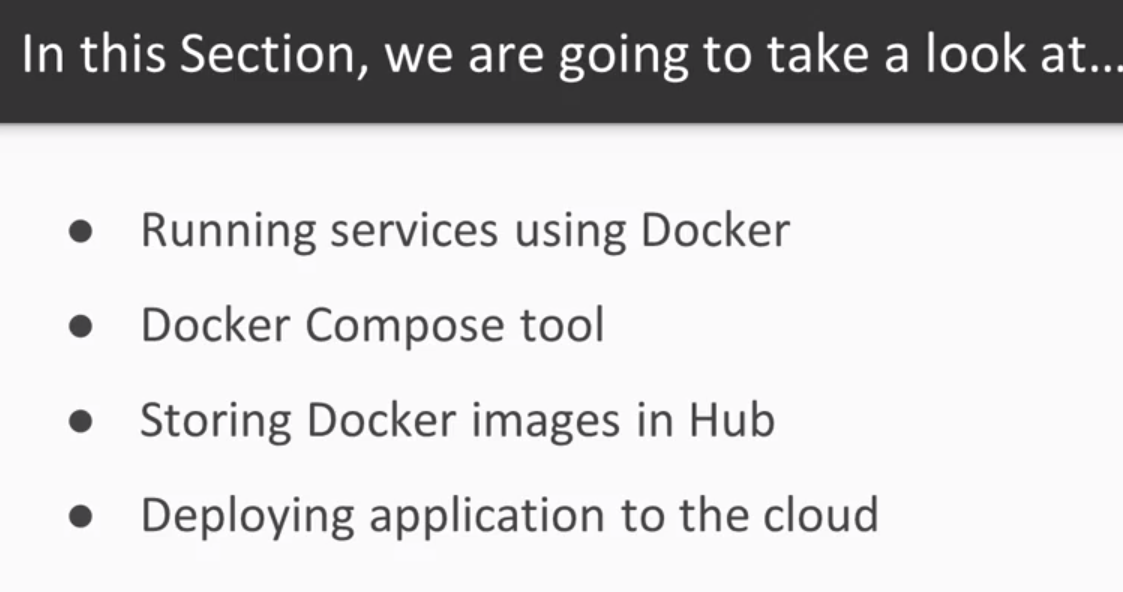 In this Section, we are going to take a look at...
● Running services using Docker
● Docker Compose tool
● Storing Docker images in Hub
● Deploying application to the cloud